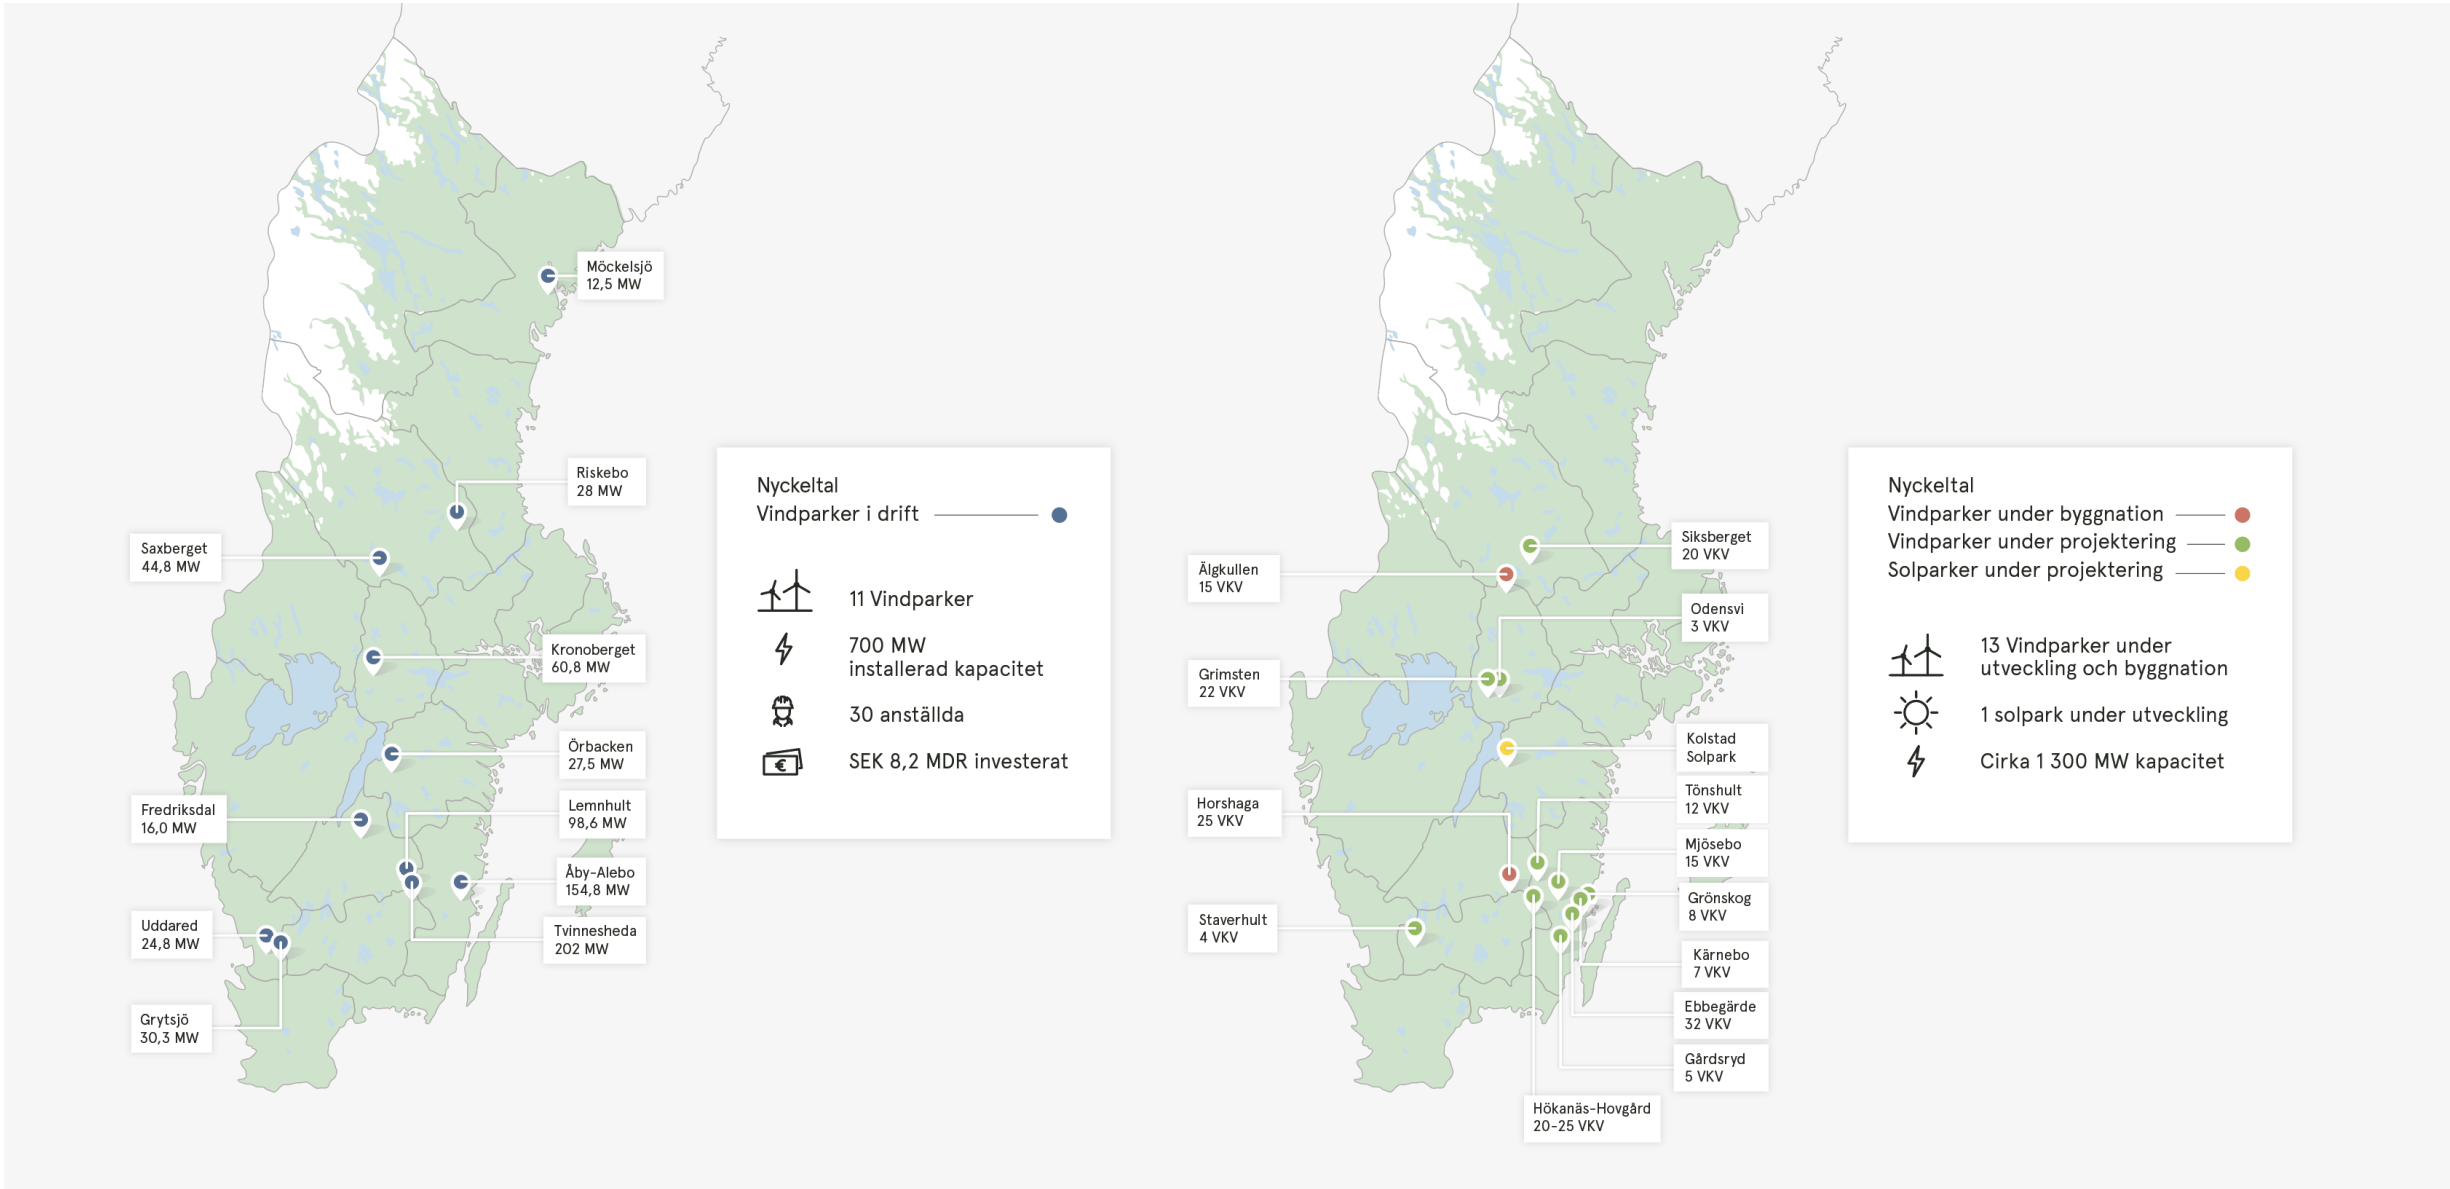 Möckelsjö
12,5 MW
Riskebo
28 MW
Saxberget
44,8 MW
Kronoberget
60,8 MW
Örbacken
27,5 MW
Lemnhult
98,6 MW
Fredriksdal
16,0 MW
Åby-Alebo
154,8 MW
Uddared
24,8 MW
Tvinnesheda
202 MW
Grytsjö
30,3 MW
Nyckeltal
Vindparker i drift
11 Vindparker
700 MW
installerad kapacitet
30 anställda
€
SEK 8,2 MDR investerat
Siksberget
20 VKV
Älgkullen
15 VKV
Odensvi
3 VKV
Grimsten
22 VKV
Kolstad
Solpark
Tönshult
12 VKV
Horshaga
25 VKV
Mjösebo
15 VKV
Grönskog
8 VKV
Staverhult
4 VKV
Kärnebo
7 VKV
Ebbegärde
32 VKV
Gårdsryd
5 VKV
Hökanäs-Hovgård
20-25 VKV
Nyckeltal
Vindparker under byggnation
Vindparker under projektering
Solparker under projektering
13 Vindparker under
utveckling och byggnation
1 solpark under utveckling
Cirka 1 300 MW kapacitet